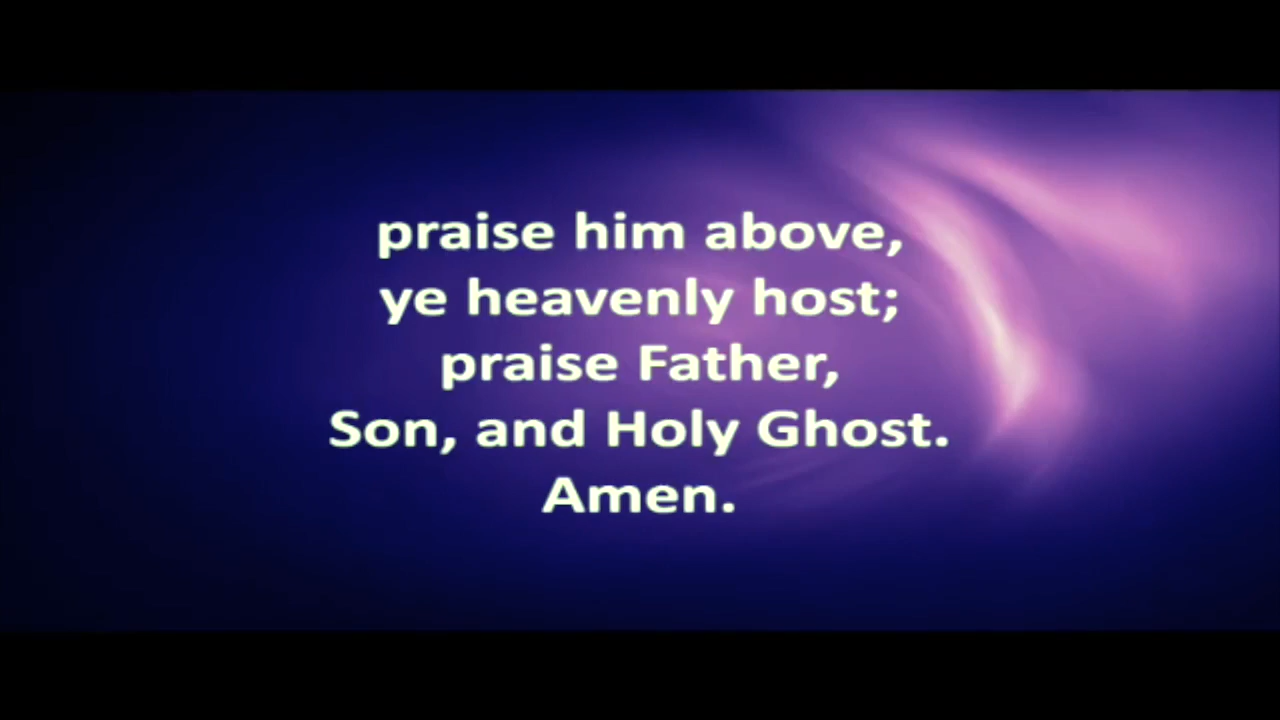 praise him above,
ye heavenly host;
praise Father,
Son, and Holy Ghost.
Amen.